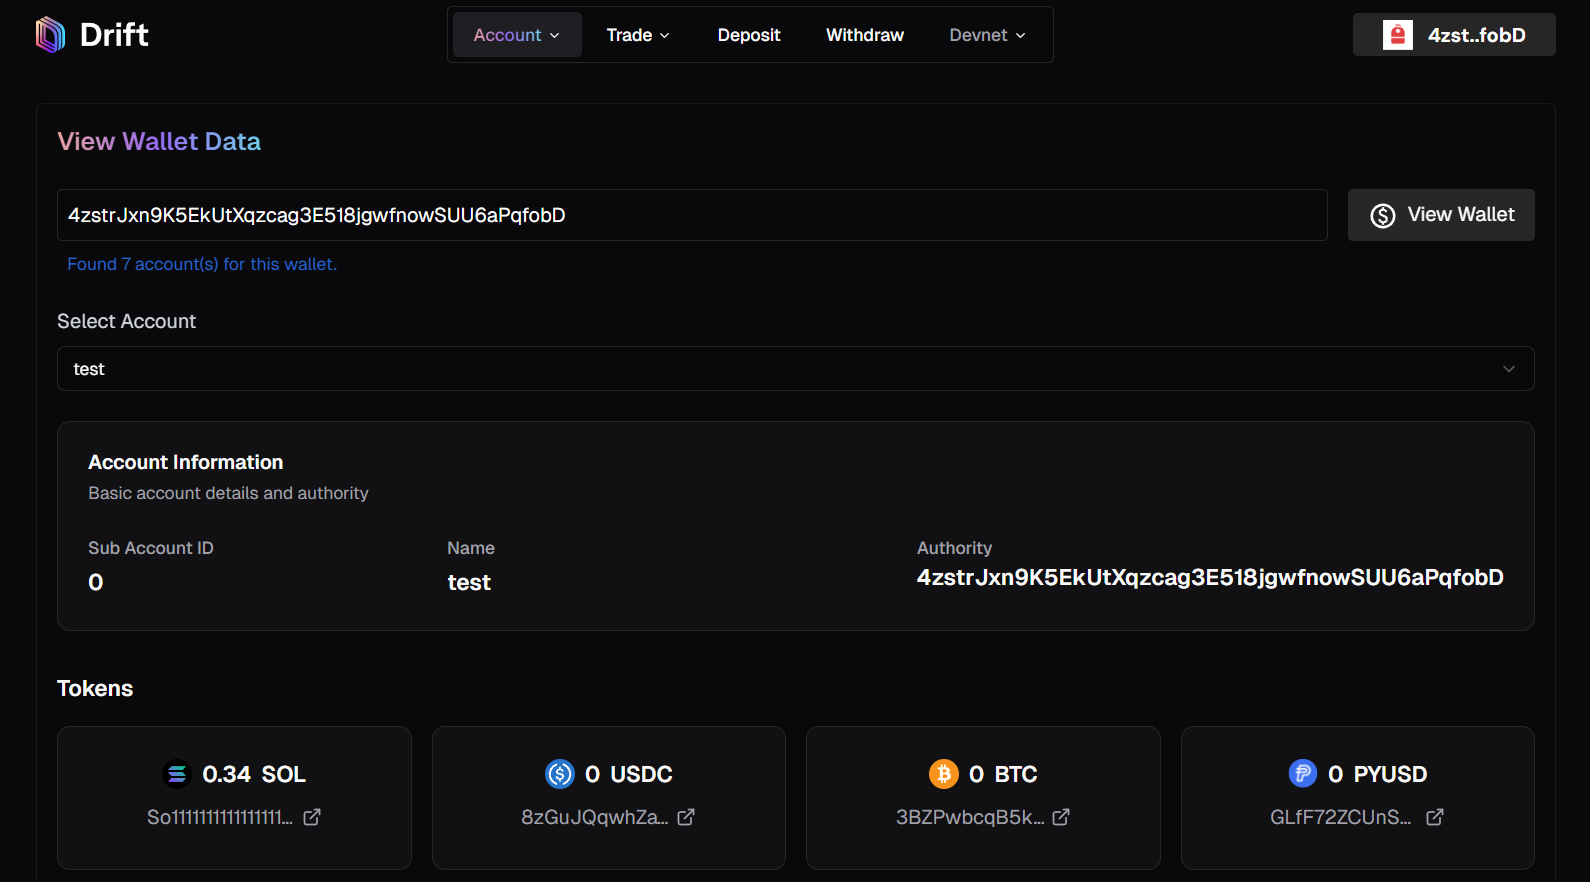 Drift
Account
Trade
Deposit
Withdraw
Devnet
4zst..fobD
View Wallet Data
4zstrJxn9K5EkUtXqzcag3E518jgwfnowSUU6aPqfobD
View Wallet
Found 7 account(s) for this wallet.
Select Account
test
Account Information
Basic account details and authority
Sub Account ID
Name
Authority
0
test
4zstrJxn9K5EkUtXqzcag3E518jgwfnowSUU6aPqfobD
Tokens
0.34 SOL
0 USDC
0 BTC
0 PYUSD
So1111111111111111...
8zGuJQqwhZa...
3BZPwbcqB5k...
GLfF72ZCUnS...